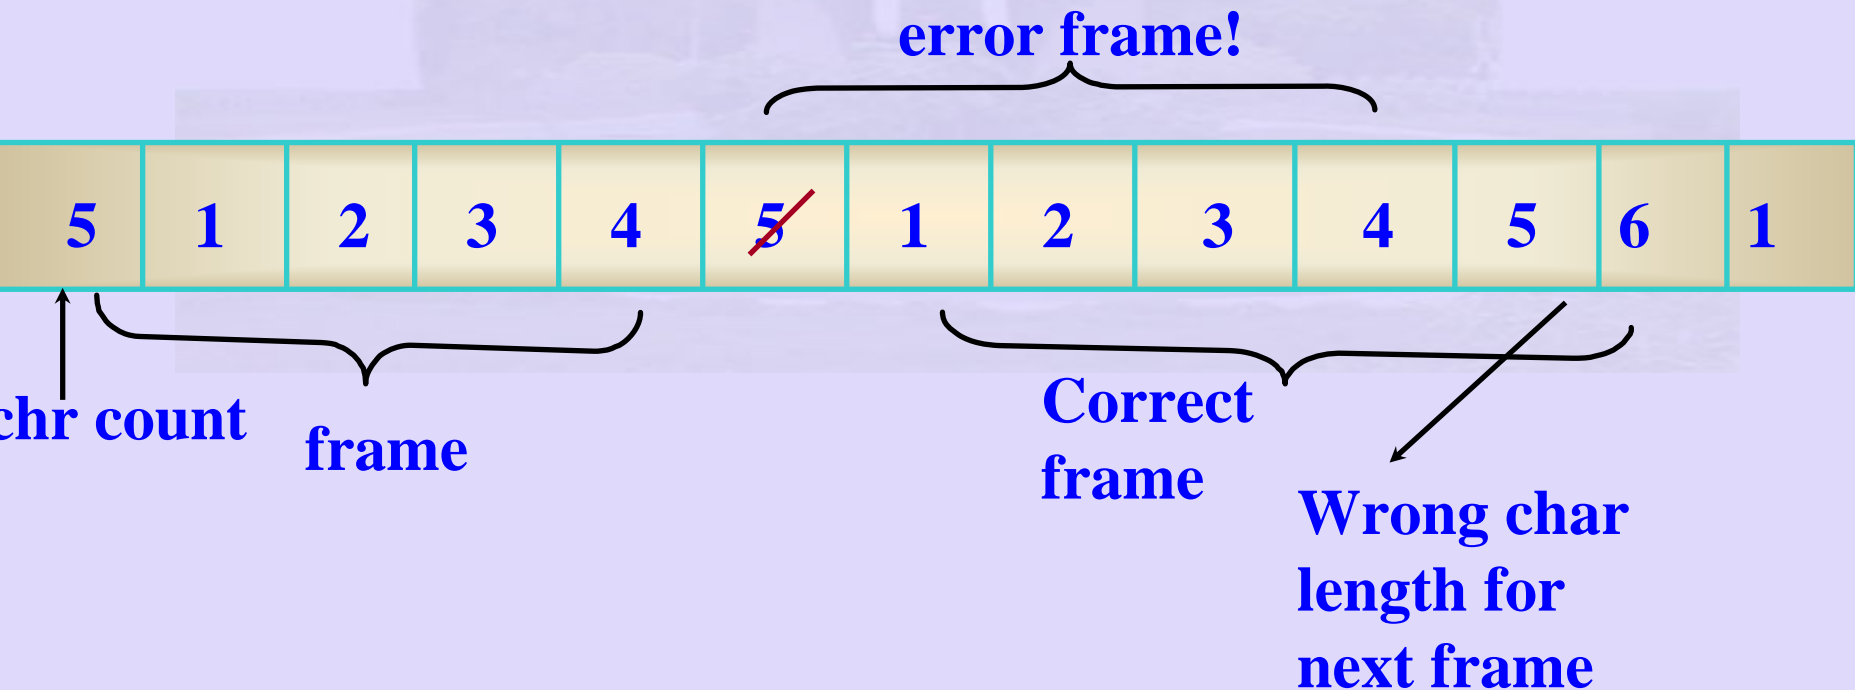 error frame!
5 1 2 3 4 5 1 2 3 4 5 6 1
chr count
frame
Correct
frame
Wrong char
length for
next frame